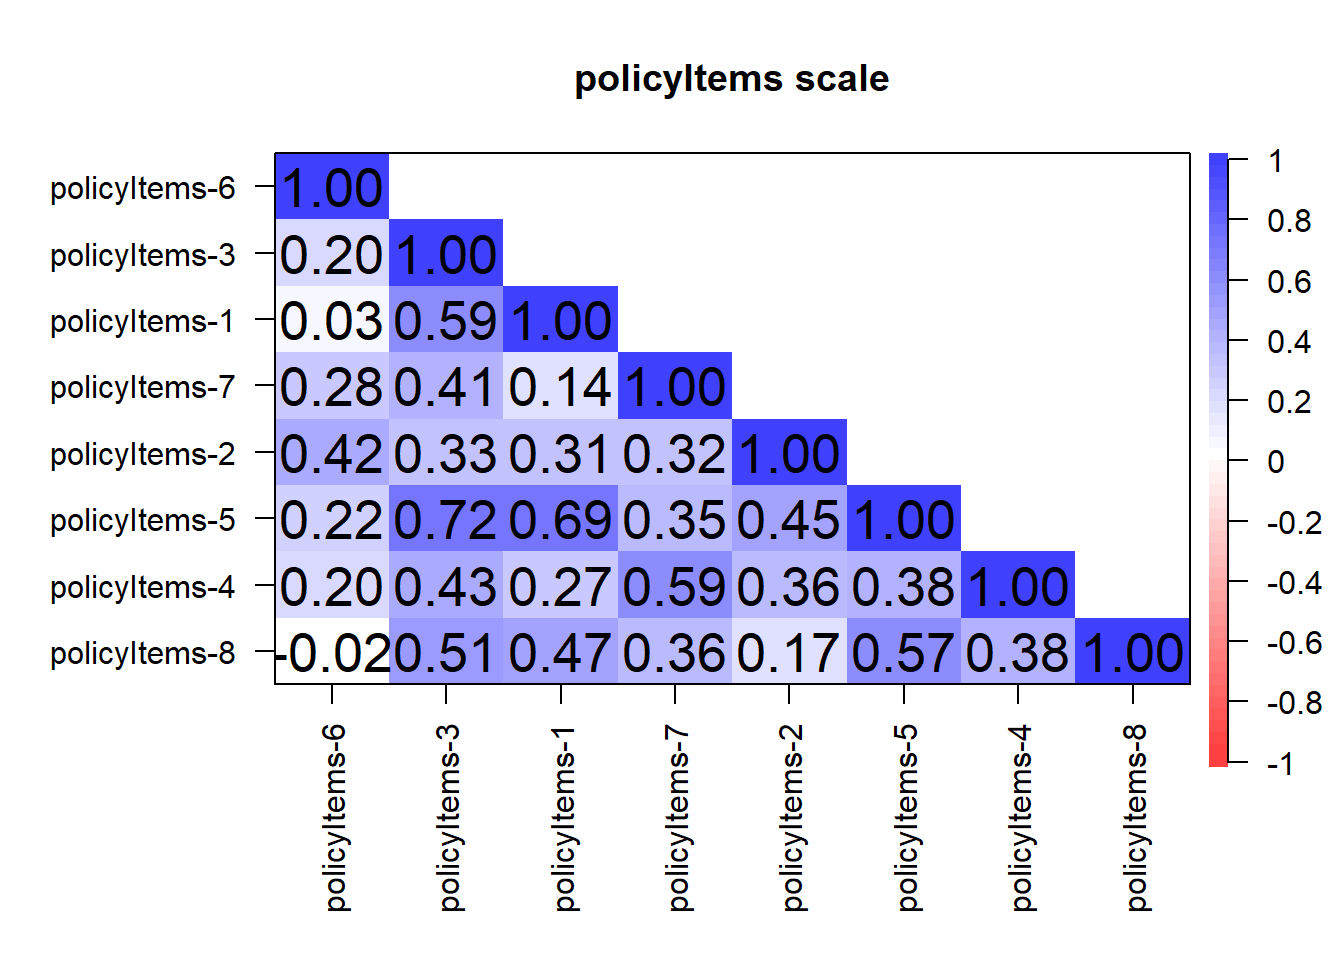 policyItems scale
policyItems-6 1.00
policyItems-3 0.20 1.00
policyItems-1 0.03 0.59 1.00
policyItems-7 0.28 0.41 0.14 1.00
policyItems-2 0.42 0.33 0.31 0.32 1.00
policyItems-5 0.22 0.72 0.69 0.35 0.45 1.00
policyItems-4 0.20 0.43 0.27 0.59 0.36 0.38 1.00
policyItems-8 -0.02 0.51 0.47 0.36 0.17 0.57 0.38 1.00
policyItems-6
policyItems-3
policyItems-1
policyItems-7
policyItems-2
policyItems-5
policyItems-4
policyItems-8
1
0.8
0.6
0.4
0.2
0
-0.2
-0.4
-0.6
-0.8
-1